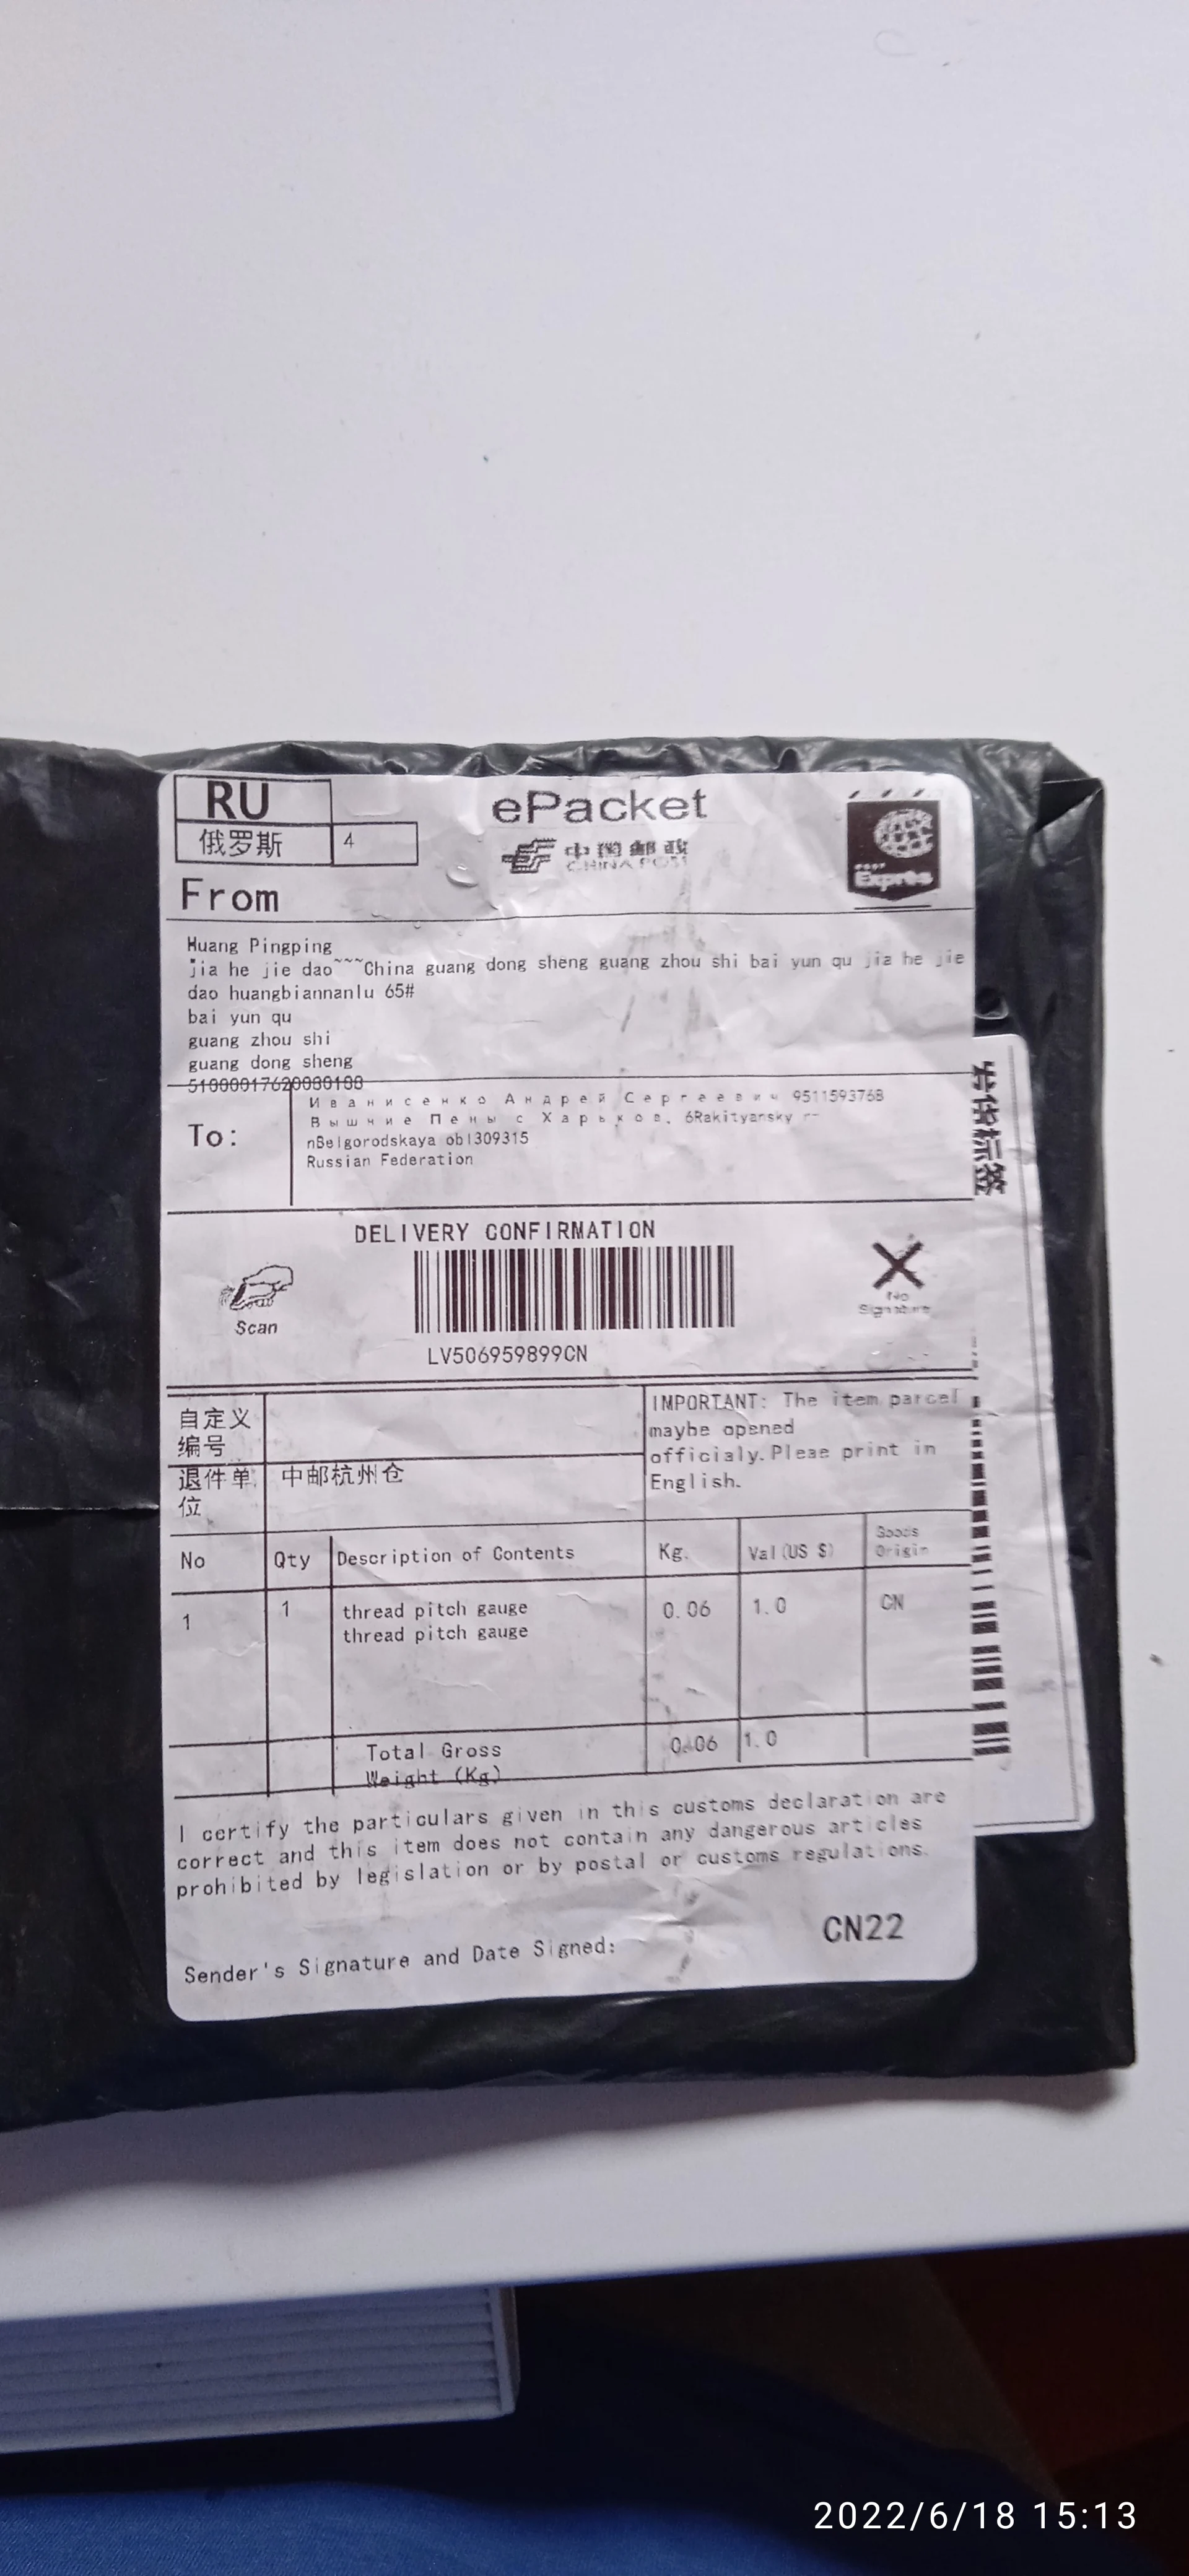 RU
俄罗斯
4
ePacket
中国邮政
CHINA POST
Express
From
Huang Pingping
jia he jie dao~~~China guang dong sheng guang zhou shi bai yun qu jia he jie
dao huangbiannanlu 65#
bai yun qu
guang zhou shi
guang dong sheng
51000017620000100
To:
Иванисенко Андрей Сергеевич 9511593768
Вышние Пены с Харьков, 6Rakityansky r-
nBelgorodskaya obl309315
Russian Federation
DELIVERY CONFIRMATION
Scan
No
Signature
LV506959899CN
自定义
编号
退件单
位
中邮杭州仓
IMPORTANT: The item parcel
maybe opened
officialy.Please print in
English.
No Qty Description of Contents Kg. Val(US $) Goods
Origin
1 1 thread pitch gauge 0.06 1.0 CN
thread pitch gauge
Total Gross 0.06 1.0
Weight (Kg)
I certify the particulars given in this customs declaration are
correct and this item does not contain any dangerous articles
prohibited by legislation or by postal or customs regulations.
CN22
Sender's Signature and Date Signed:
标签
2022/6/18 15:13